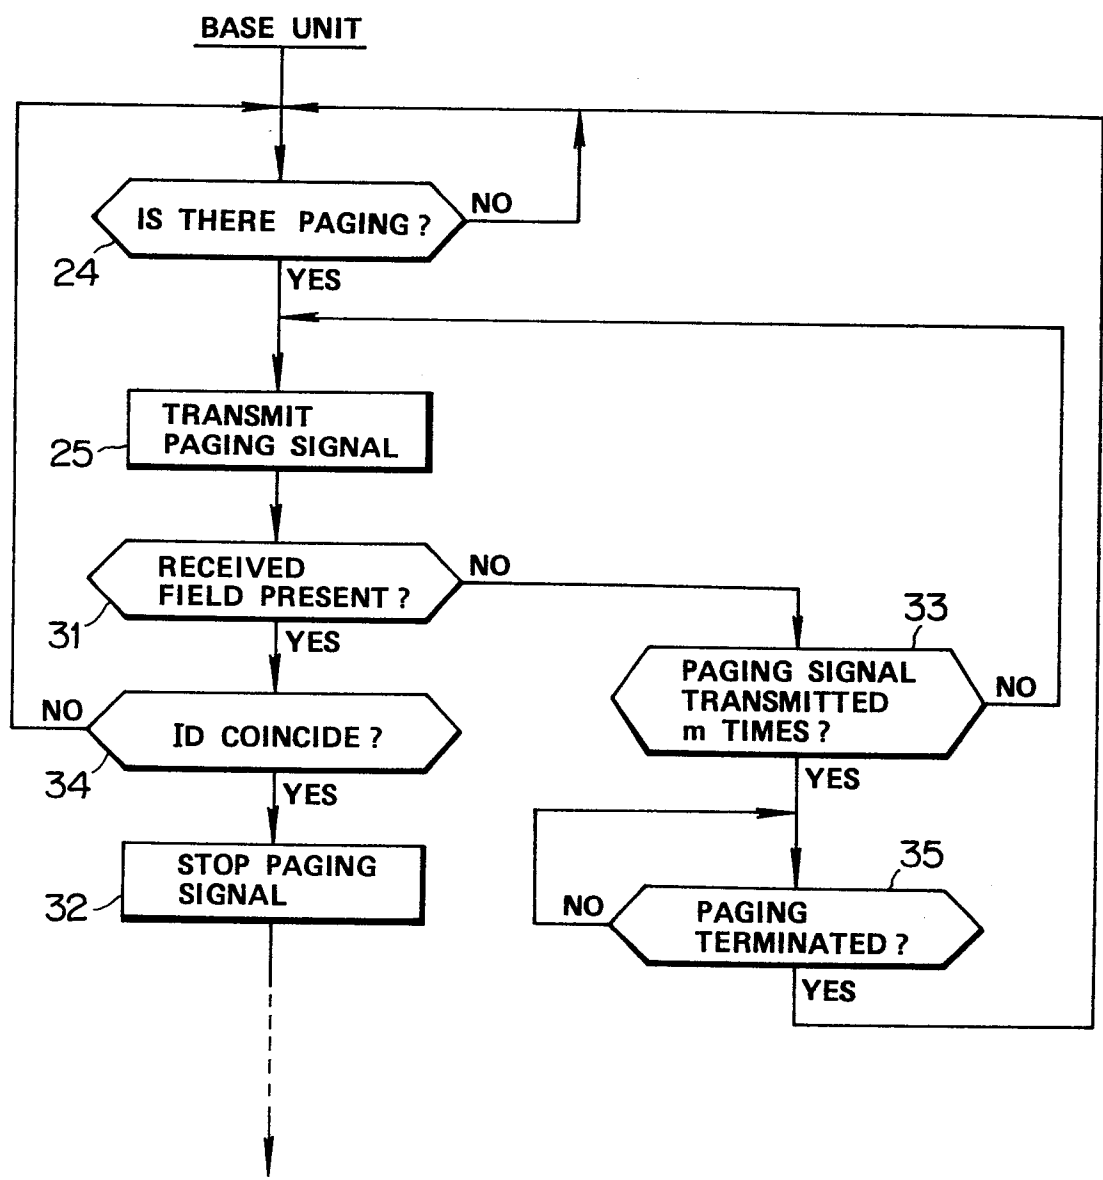 BASE UNIT
IS THERE PAGING?
NO
24
YES
TRANSMIT
PAGING SIGNAL
25
RECEIVED
FIELD PRESENT?
NO
31
YES
33
PAGING SIGNAL
TRANSMITTED
m TIMES?
NO
YES
NO
ID COINCIDE?
34
YES
STOP PAGING
SIGNAL
32
35
PAGING
TERMINATED?
NO
YES